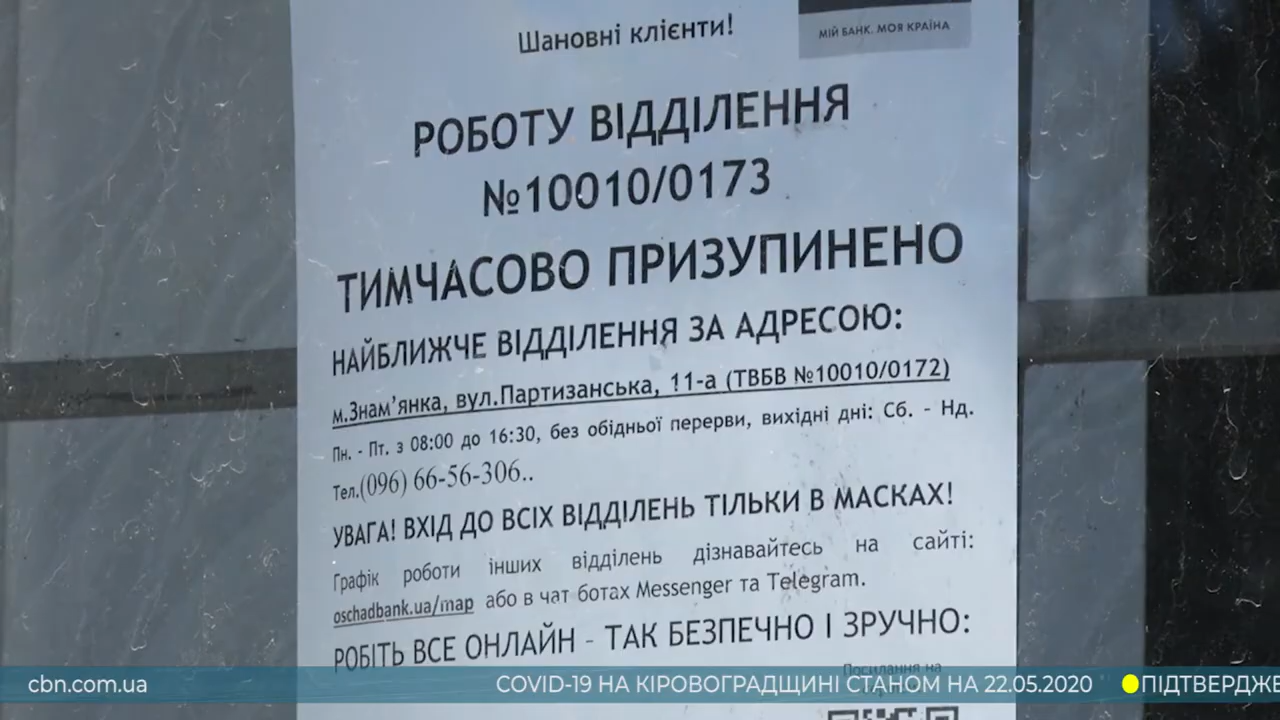 Шановні клієнти!
МІЙ БАНК. МОЯ КРАЇНА
РОБОТУ ВІДДІЛЕННЯ
№10010/0173
ТИМЧАСОВО ПРИЗУПИНЕНО
НАЙБЛИЖЧЕ ВІДДІЛЕННЯ ЗА АДРЕСОЮ:
м.Знам'янка, вул.Партизанська, 11-а (ТВБВ №10010/0172)
Пн. - Пт. з 08:00 до 16:30, без обідньої перерви, вихідні дні: Сб. - Нд.
Тел.(096) 66-56-306..
УВАГА! ВХІД ДО ВСІХ ВІДДІЛЕНЬ ТІЛЬКИ В МАСКАХ!
Графік роботи інших відділень дізнавайтесь на сайті:
oschadbank.ua/map або в чат ботах Messenger та Telegram.
РОБІТЬ ВСЕ ОНЛАЙН - ТАК БЕЗПЕЧНО І ЗРУЧНО:
Посилання на
cbn.com.ua
COVID-19 НА КІРОВОГРАДЩИНІ СТАНОМ НА 22.05.2020 ПІДТВЕРДЖЕ